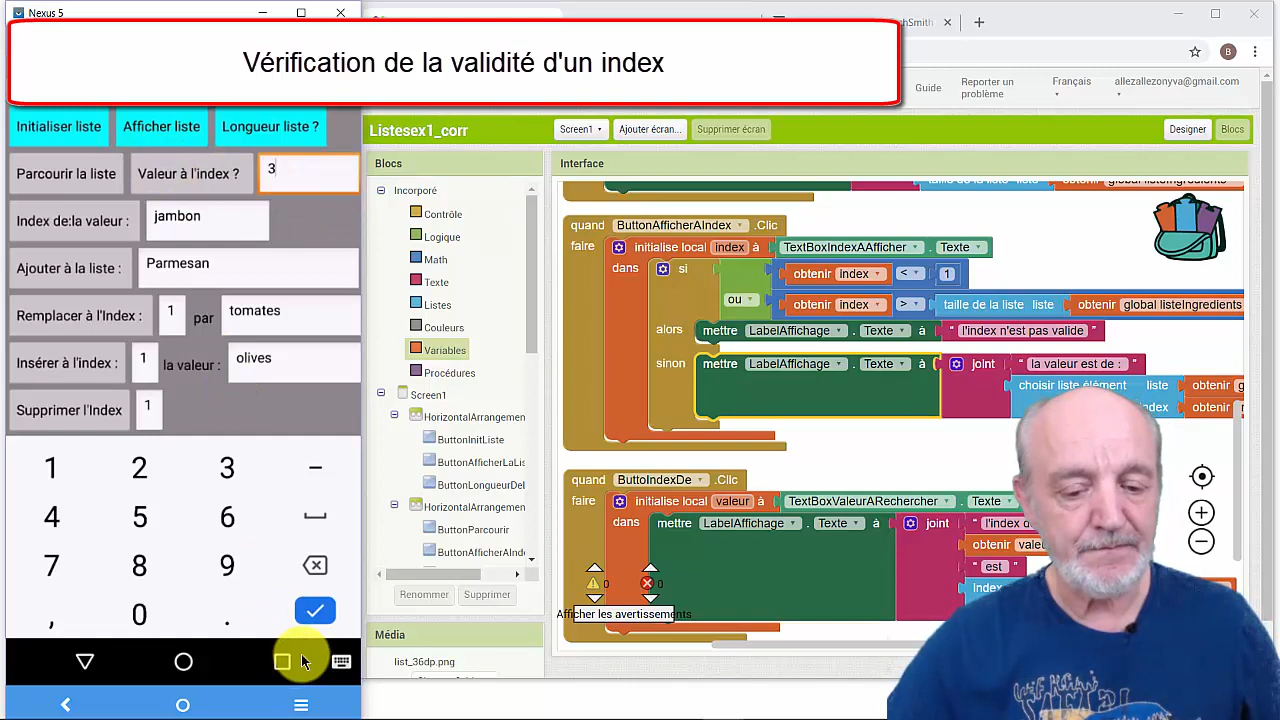 Nexus 5
Vérification de la validité d'un index
Guide
Reporter un
problème
Français
allezallezonyva@gmail.com
B
Initialiser liste
Afficher liste
Longueur liste ?
Parcourir la liste
Valeur à l'index ?
3
Index de:la valeur :
jambon
Ajouter à la liste :
Parmesan
Remplacer à l'Index :
1
par
tomates
Insérer à l'index :
1
la valeur :
olives
Supprimer l'Index
1
1 2 3 –
4 5 6
7 8 9
, 0 .
Listesex1_corr
Screen1
Ajouter écran...
Supprimer écran
Designer
Blocs
Blocs
Incorporé
Contrôle
Logique
Math
Texte
Listes
Couleurs
Variables
Procédures
Screen1
HorizontalArrangemen
ButtonInitListe
ButtonAfficherLaLis
ButtonLongueurDeL
HorizontalArrangemen
ButtonParcourir
ButtonAfficherAInde
Renommer
Supprimer
Média
list_36dp.png
Interface
quand ButtonAfficherAIndex .Clic
faire initialise local index à TextBoxIndexAAfficher . Texte
dans si obtenir index < 1
ou obtenir index > taille de la liste liste obtenir global listeIngredients
alors mettre LabelAffichage . Texte à " l'index n'est pas valide "
sinon mettre LabelAffichage . Texte à joint " la valeur est de : "
choisir liste élément liste obtenir
obtenir
quand ButtoIndexDe .Clic
faire initialise local valeur à TextBoxValeurARechercher . Texte
dans mettre LabelAffichage . Texte à joint
obtenir
" est "
0 0
Afficher les avertissements